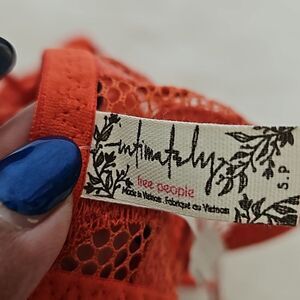 intimately
free people
Made in Vietnam . Fabriqué au Vietnam
S.P